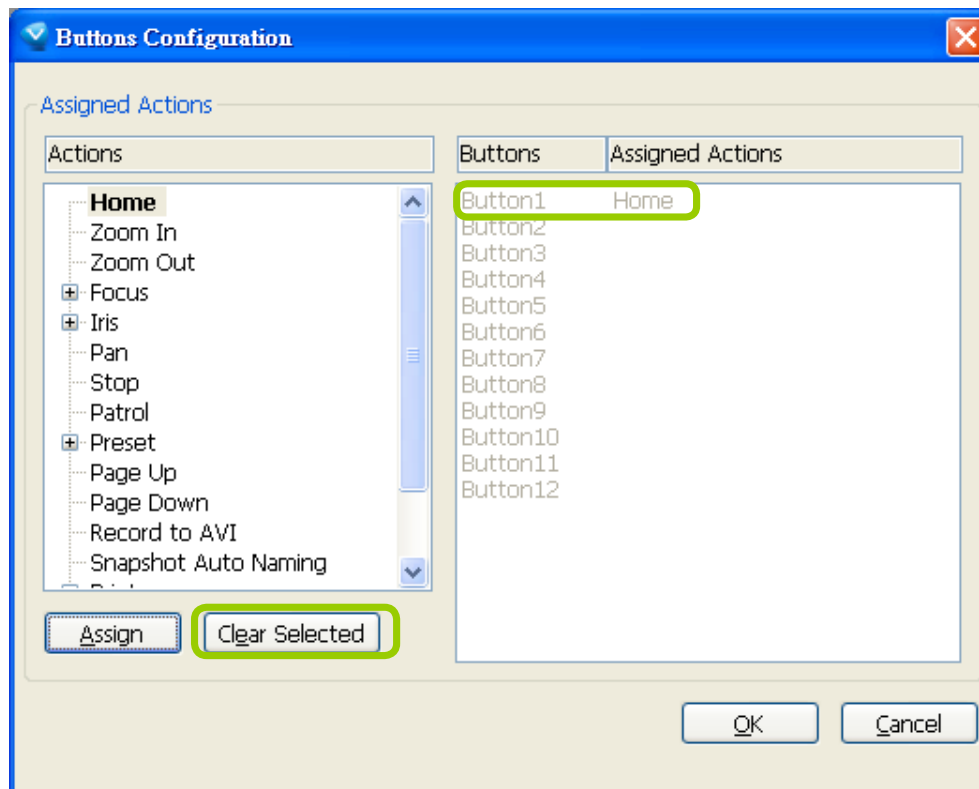 Buttons Configuration
Assigned Actions
Actions
Home
Zoom In
Zoom Out
Focus
Iris
Pan
Stop
Patrol
Preset
Page Up
Page Down
Record to AVI
Snapshot Auto Naming
Assign
Clear Selected
Buttons Assigned Actions
Button1 Home
Button2
Button3
Button4
Button5
Button6
Button7
Button8
Button9
Button10
Button11
Button12
OK
Cancel